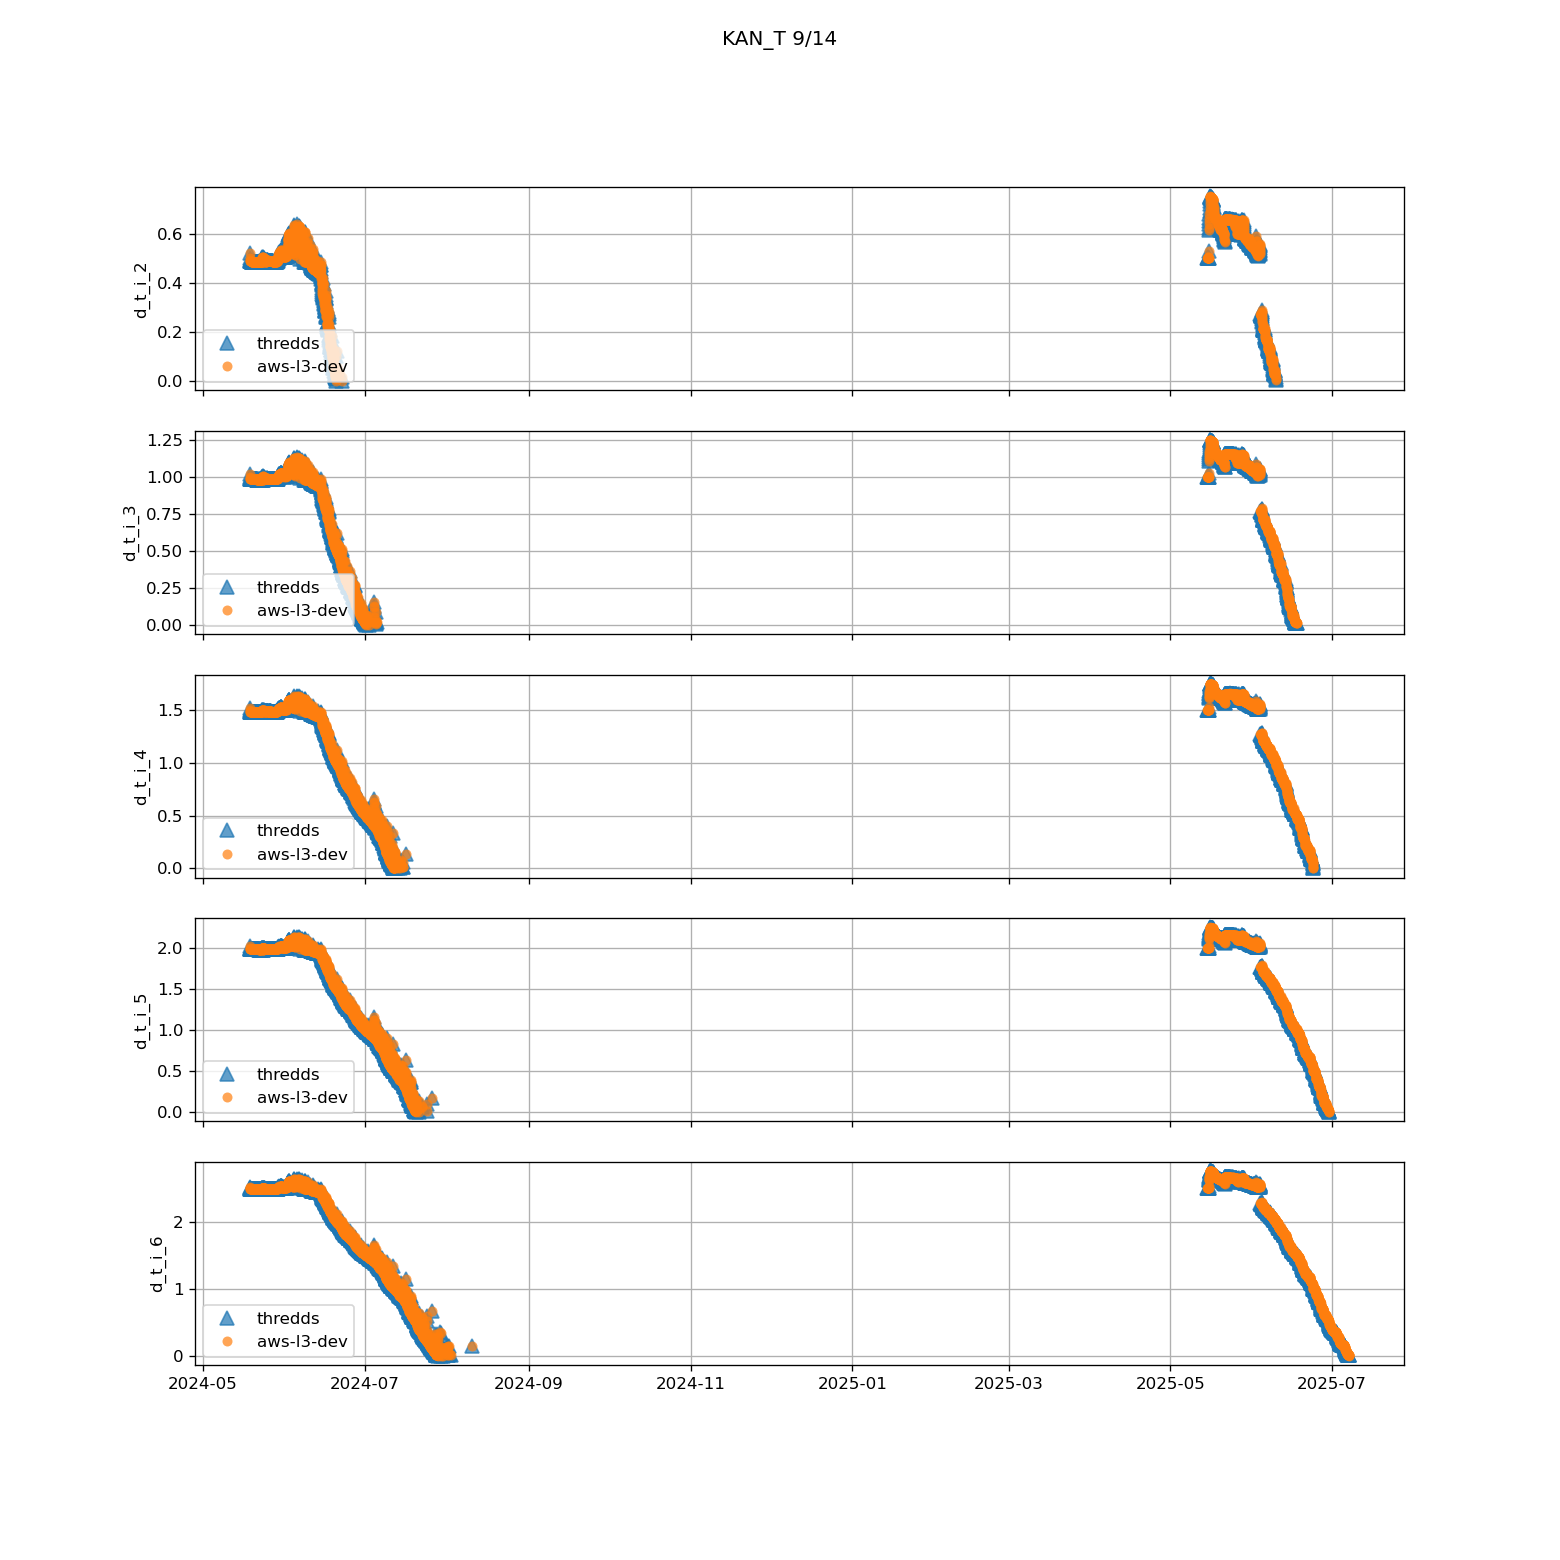 KAN_T 9/14
d_t_i_2
0.6
0.4
0.2
0.0
thredds
aws-l3-dev
d_t_i_3
1.25
1.00
0.75
0.50
0.25
0.00
thredds
aws-l3-dev
d_t_i_4
1.5
1.0
0.5
0.0
thredds
aws-l3-dev
d_t_i_5
2.0
1.5
1.0
0.5
0.0
thredds
aws-l3-dev
d_t_i_6
2
1
0
thredds
aws-l3-dev
2024-05 2024-07 2024-09 2024-11 2025-01 2025-03 2025-05 2025-07